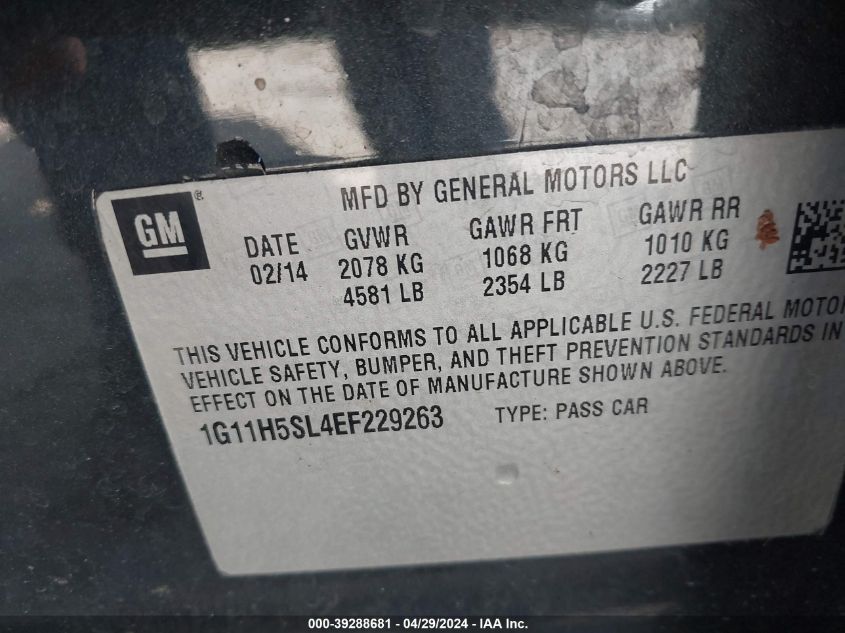 MFD BY GENERAL MOTORS LLC
GM ®
DATE GVWR GAWR FRT GAWR RR
02/14 2078 KG 1068 KG 1010 KG
4581 LB 2354 LB 2227 LB
THIS VEHICLE CONFORMS TO ALL APPLICABLE U.S. FEDERAL MOTOR
VEHICLE SAFETY, BUMPER, AND THEFT PREVENTION STANDARDS IN
EFFECT ON THE DATE OF MANUFACTURE SHOWN ABOVE.
1G11H5SL4EF229263 TYPE: PASS CAR
000-39288681 - 04/29/2024 - IAA Inc.